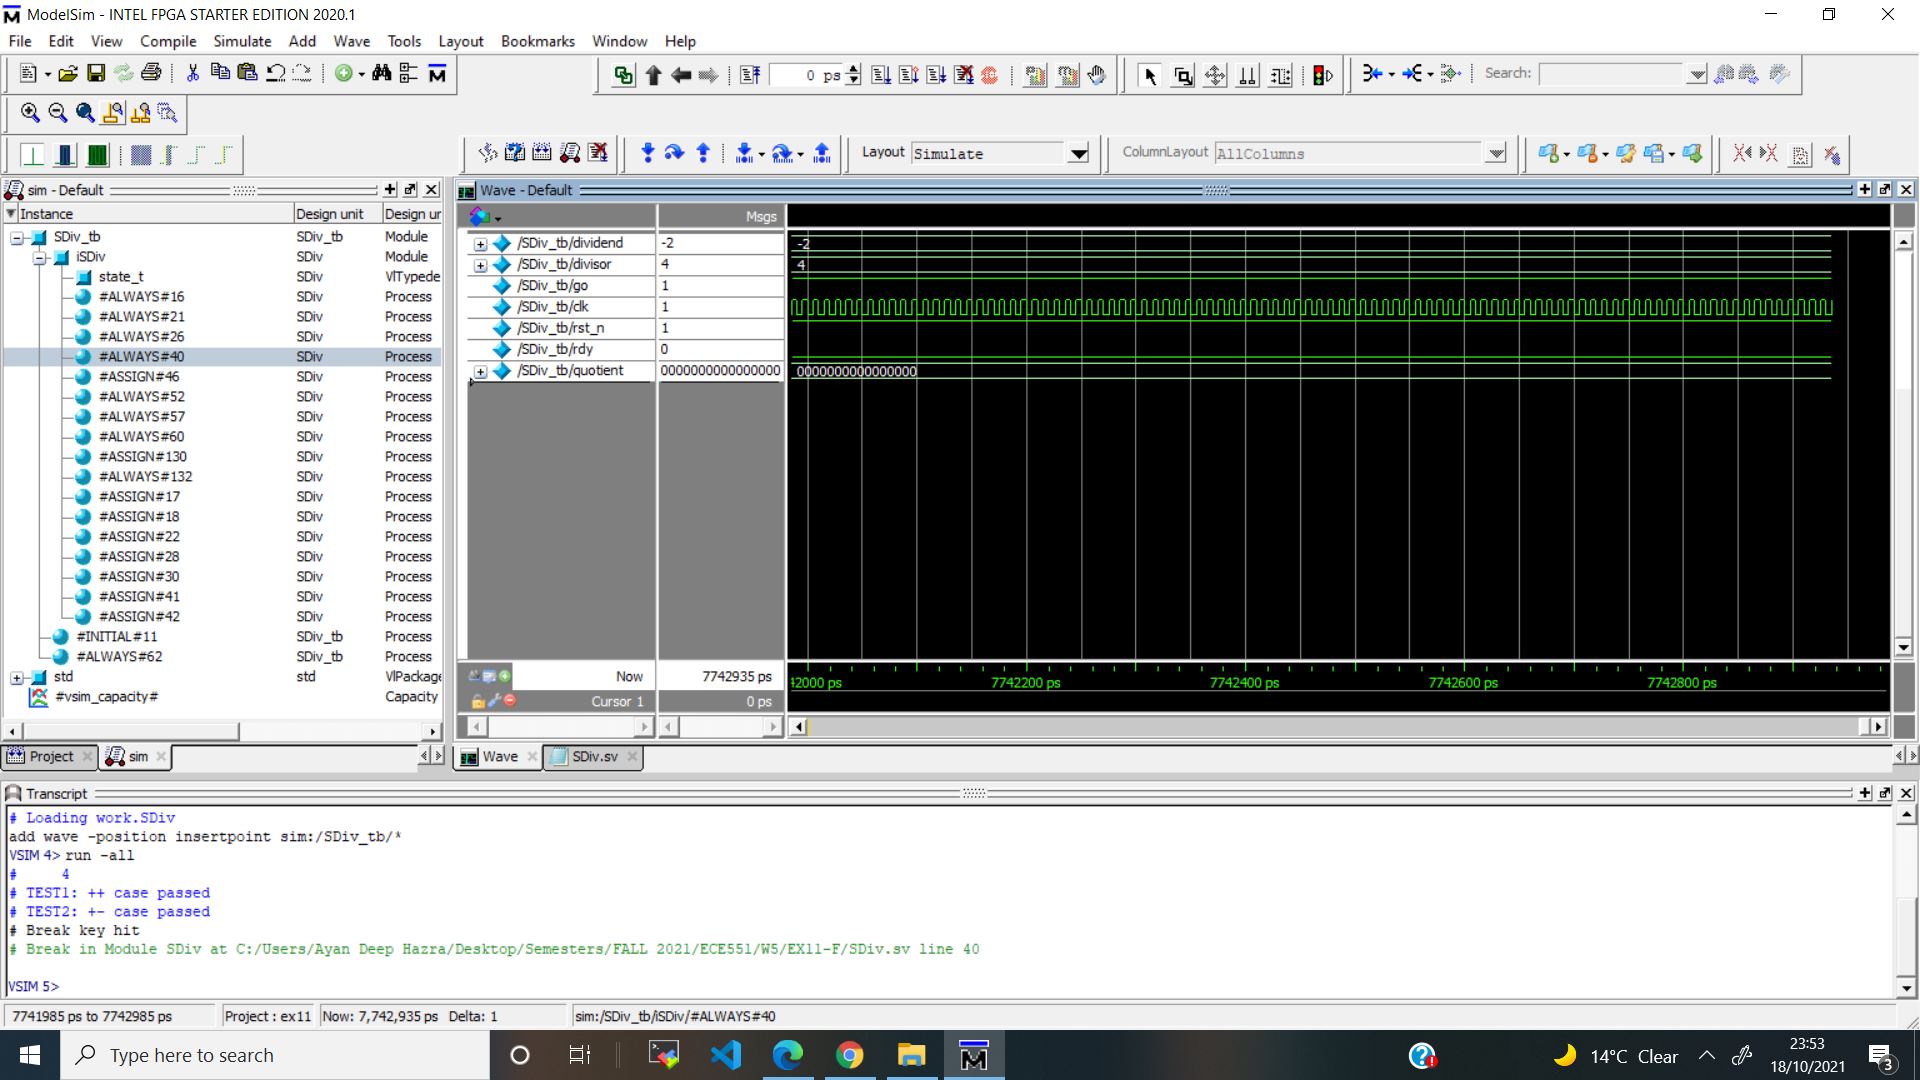 ModelSim - INTEL FPGA STARTER EDITION 2020.1
File Edit View Compile Simulate Add Wave Tools Layout Bookmarks Window Help
0 ps
Search:
Layout Simulate
ColumnLayout AllColumns
sim - Default
Instance Design unit Design ur
SDiv_tb SDiv_tb Module
iSDiv SDiv Module
state_t SDiv VlTypede
#ALWAYS#16 SDiv Process
#ALWAYS#21 SDiv Process
#ALWAYS#26 SDiv Process
#ALWAYS#40 SDiv Process
#ASSIGN#46 SDiv Process
#ALWAYS#52 SDiv Process
#ALWAYS#57 SDiv Process
#ALWAYS#60 SDiv Process
#ASSIGN#130 SDiv Process
#ALWAYS#132 SDiv Process
#ASSIGN#17 SDiv Process
#ASSIGN#18 SDiv Process
#ASSIGN#22 SDiv Process
#ASSIGN#28 SDiv Process
#ASSIGN#30 SDiv Process
#ASSIGN#41 SDiv Process
#ASSIGN#42 SDiv Process
#INITIAL#11 SDiv_tb Process
#ALWAYS#62 SDiv_tb Process
std std VlPackage
#vsim_capacity# Capacity
Project sim
Wave - Default
Msgs
/SDiv_tb/dividend -2 -2
/SDiv_tb/divisor 4 4
/SDiv_tb/go 1
/SDiv_tb/clk 1
/SDiv_tb/rst_n 1
/SDiv_tb/rdy 0
/SDiv_tb/quotient 0000000000000000 0000000000000000
Now 7742935 ps
42000 ps 7742200 ps 7742400 ps 7742600 ps 7742800 ps
Cursor 1 0 ps
Wave SDiv.sv
Transcript
# Loading work.SDiv
add wave -position insertpoint sim:/SDiv_tb/*
VSIM 4> run -all
# 4
# TEST1: ++ case passed
# TEST2: +- case passed
# Break key hit
# Break in Module SDiv at C:/Users/Ayan Deep Hazra/Desktop/Semesters/FALL 2021/ECE551/W5/EX11-F/SDiv.sv line 40
VSIM 5>
7741985 ps to 7742985 ps Project : ex11 Now: 7,742,935 ps Delta: 1 sim:/SDiv_tb/iSDiv/#ALWAYS#40
Type here to search
14°C Clear
23:53
18/10/2021
3